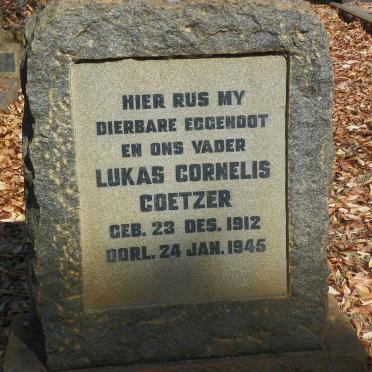 HIER RUS MY
DIERBARE EGGENOOT
EN ONS VADER
LUKAS CORNELIS
COETZER
GEB. 23 DES. 1912
OORL. 24 JAN. 1945